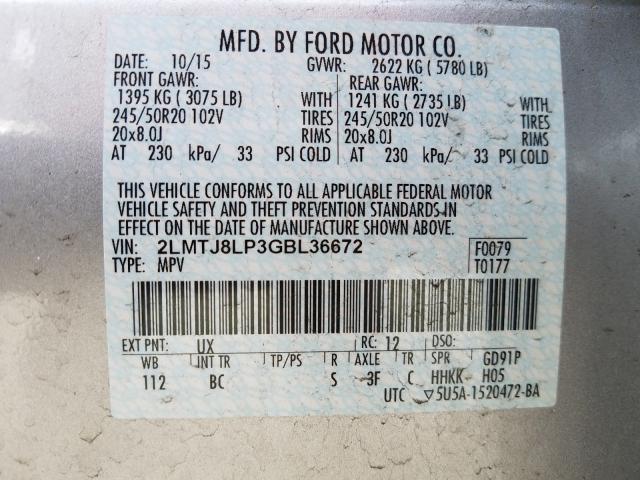 MFD. BY FORD MOTOR CO.
DATE: 10/15 GVWR: 2622 KG ( 5780 LB)
FRONT GAWR: REAR GAWR:
1395 KG ( 3075 LB) WITH 1241 KG ( 2735 LB) WITH
245/50R20 102V TIRES 245/50R20 102V TIRES
20x8.0J RIMS 20x8.0J RIMS
AT 230 kPa/ 33 PSI COLD AT 230 kPa/ 33 PSI COLD
THIS VEHICLE CONFORMS TO ALL APPLICABLE FEDERAL MOTOR
VEHICLE SAFETY AND THEFT PREVENTION STANDARDS IN
EFFECT ON THE DATE OF MANUFACTURE SHOWN ABOVE.
VIN: 2LMTJ8LP3GBL36672 F0079
TYPE: MPV T0177
EXT PNT: UX RC: 12 DSO:
WB INT TR TP/PS R AXLE TR SPR GD91P
112 BC S 3F C HHKK H05
UTC ▽5U5A-1520472-BA